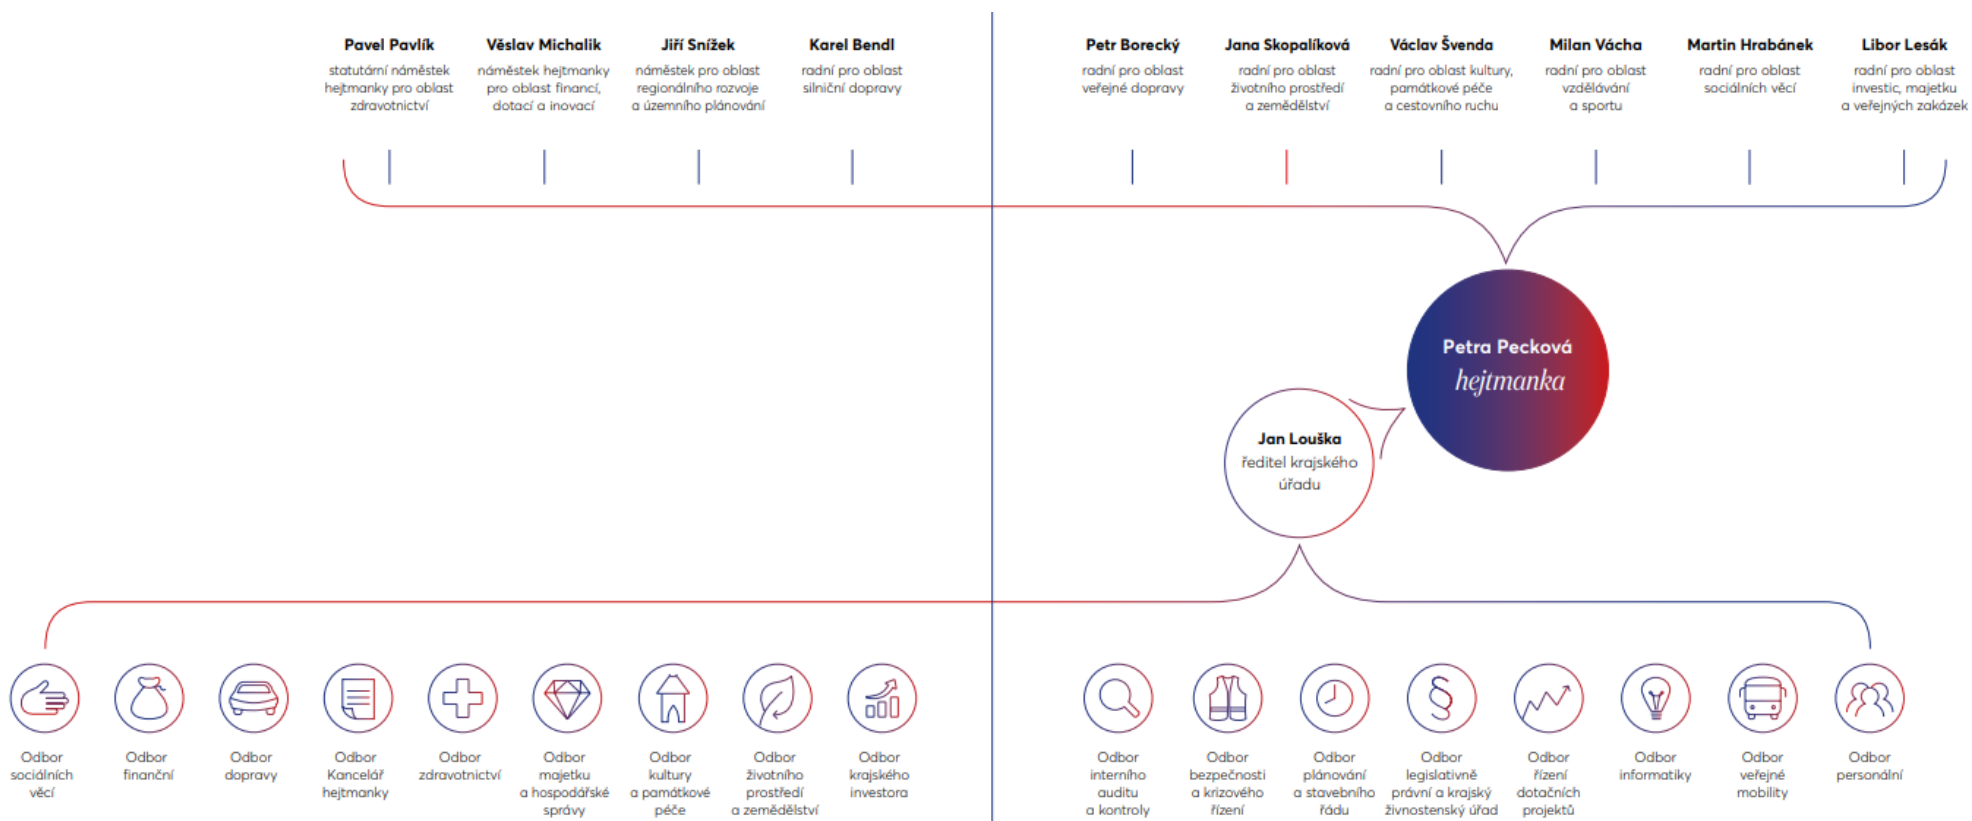 Pavel Pavlík
statutární náměstek
hejtmanky pro oblast
zdravotnictví
Věslav Michalik
náměstek hejtmanky
pro oblast financí,
dotací a inovací
Jiří Snížek
náměstek pro oblast
regionálního rozvoje
a územního plánování
Karel Bendl
radní pro oblast
silniční dopravy
Petr Borecký
radní pro oblast
veřejné dopravy
Jana Skopalíková
radní pro oblast
životního prostředí
a zemědělství
Václav Švenda
radní pro oblast kultury,
památkové péče
a cestovního ruchu
Milan Vácha
radní pro oblast
vzdělávání
a sportu
Martin Hrabánek
radní pro oblast
sociálních věcí
Libor Lesák
radní pro oblast
investic, majetku
a veřejných zakázek
Petra Pecková
hejtmanka
Jan Louška
ředitel krajského
úřadu
Odbor
sociálních
věcí
Odbor
finanční
Odbor
dopravy
Odbor
Kancelář
hejtmanky
Odbor
zdravotnictví
Odbor
majetku
a hospodářské
správy
Odbor
kultury
a památkové
péče
Odbor
životního
prostředí
a zemědělství
Odbor
krajského
investora
Odbor
interního
auditu
a kontroly
Odbor
bezpečnosti
a krizového
řízení
Odbor
plánování
a stavebního
řádu
Odbor
legislativně
právní a krajský
živnostenský úřad
Odbor
řízení
dotačních
projektů
Odbor
informatiky
Odbor
veřejné
mobility
Odbor
personální